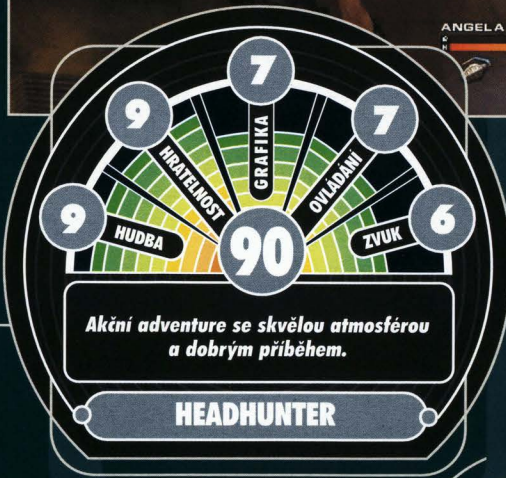 ANGELA
9
HUDBA
9
HRATELNOST
7
GRAFIKA
7
OVLÁDÁNÍ
6
ZVUK
90
Akční adventure se skvělou atmosférou
a dobrým příběhem.
HEADHUNTER